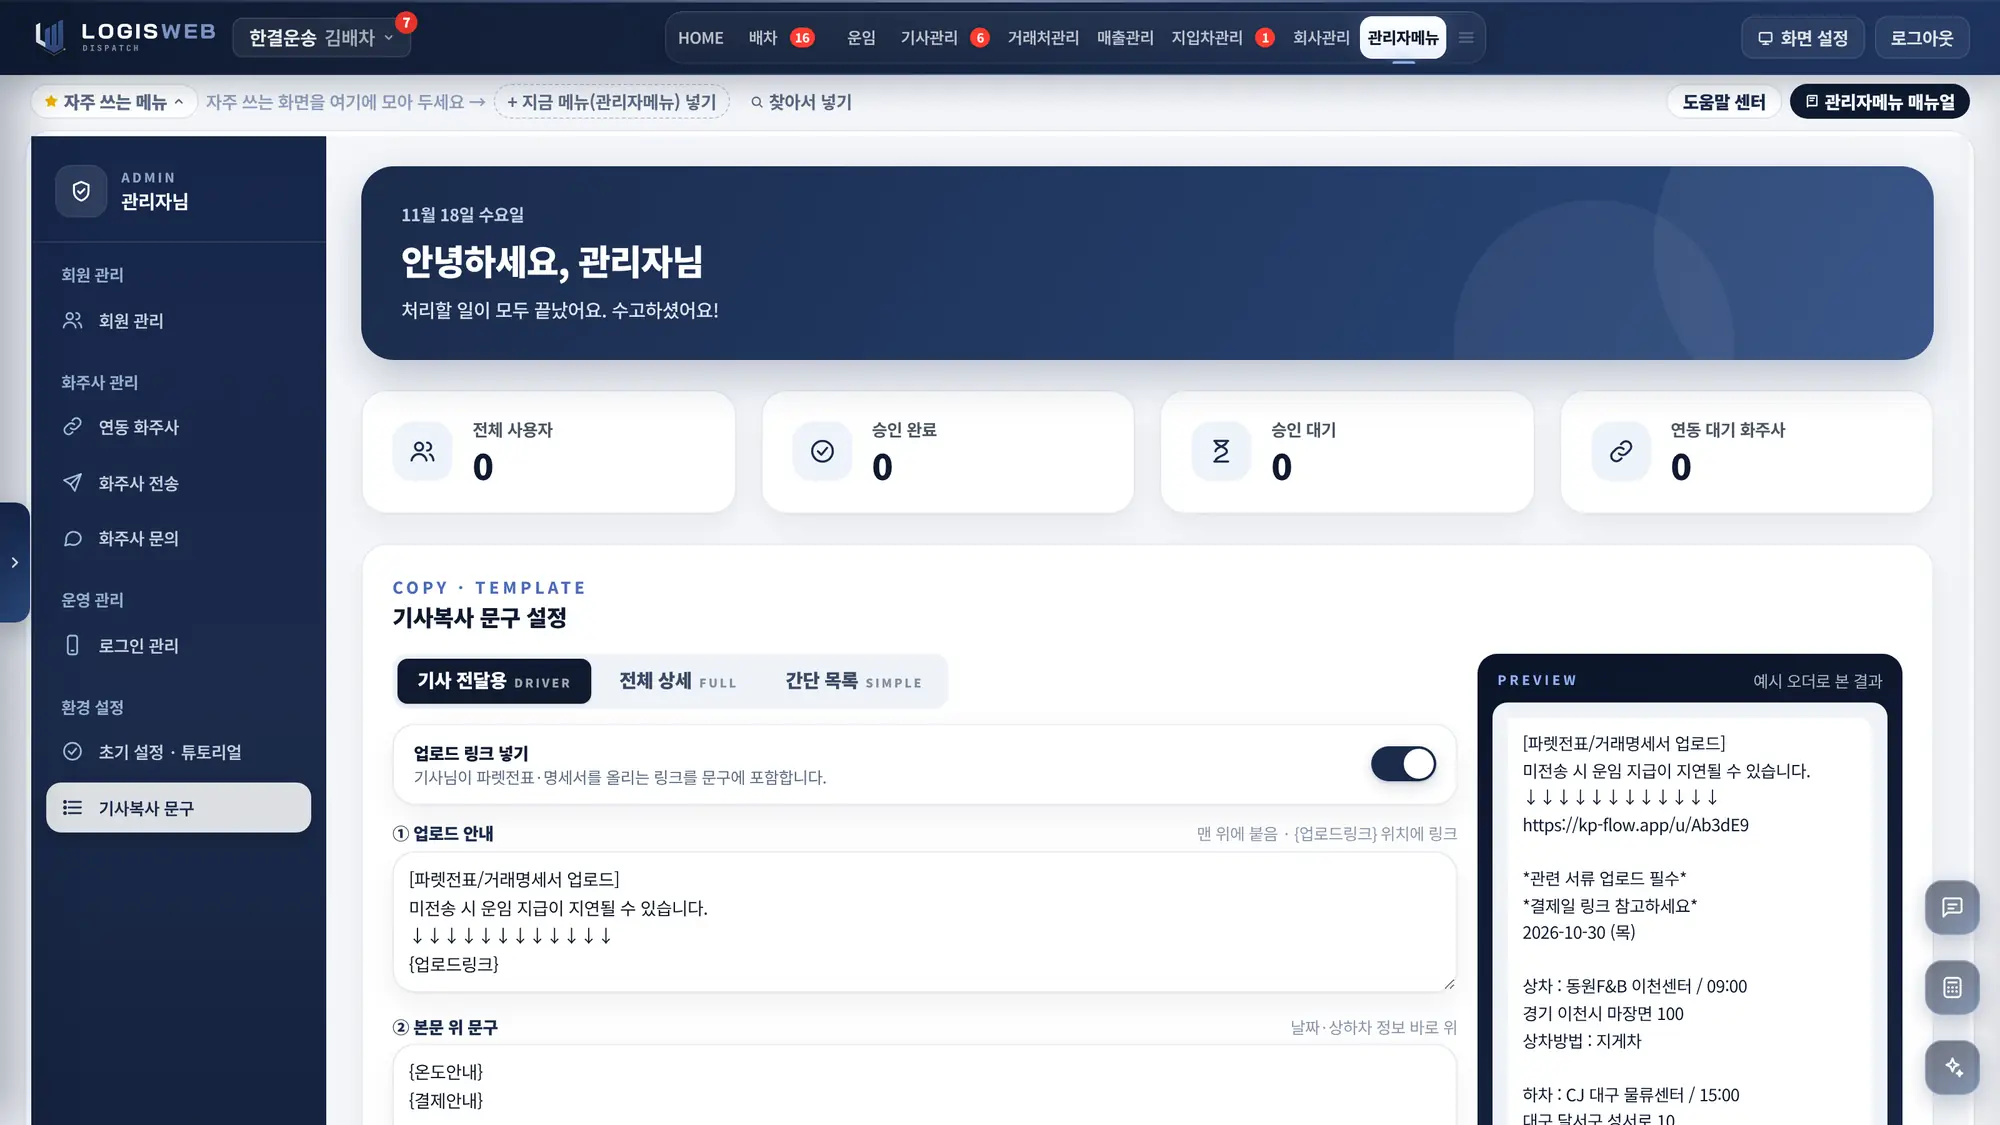 LOGISWEB
DISPATCH
한결운송 김배차
7
HOME
배차 16
운임
기사관리 6
거래처관리
매출관리
지입차관리 1
회사관리
관리자메뉴
화면 설정
로그아웃
자주 쓰는 메뉴
자주 쓰는 화면을 여기에 모아 두세요 →
+ 지금 메뉴(관리자메뉴) 넣기
찾아서 넣기
도움말 센터
관리자메뉴 매뉴얼
ADMIN
관리자님
회원 관리
회원 관리
화주사 관리
연동 화주사
화주사 전송
화주사 문의
운영 관리
로그인 관리
환경 설정
초기 설정 · 튜토리얼
기사복사 문구
11월 18일 수요일
안녕하세요, 관리자님
처리할 일이 모두 끝났어요. 수고하셨어요!
전체 사용자
0
승인 완료
0
승인 대기
0
연동 대기 화주사
0
COPY · TEMPLATE
기사복사 문구 설정
기사 전달용 DRIVER
전체 상세 FULL
간단 목록 SIMPLE
업로드 링크 넣기
기사님이 파렛전표·명세서를 올리는 링크를 문구에 포함합니다.
① 업로드 안내
맨 위에 붙음 · {업로드링크} 위치에 링크
[파렛전표/거래명세서 업로드]
미전송 시 운임 지급이 지연될 수 있습니다.
↓↓↓↓↓↓↓↓↓↓↓↓
{업로드링크}
② 본문 위 문구
날짜·상하차 정보 바로 위
{온도안내}
{결제안내}
PREVIEW
예시 오더로 본 결과
[파렛전표/거래명세서 업로드]
미전송 시 운임 지급이 지연될 수 있습니다.
↓↓↓↓↓↓↓↓↓↓↓↓
https://kp-flow.app/u/Ab3dE9
*관련 서류 업로드 필수*
*결제일 링크 참고하세요*
2026-10-30 (목)
상차 : 동원F&B 이천센터 / 09:00
경기 이천시 마장면 100
상차방법 : 지게차
하차 : CJ 대구 물류센터 / 15:00
대구 달서구 성서로 10